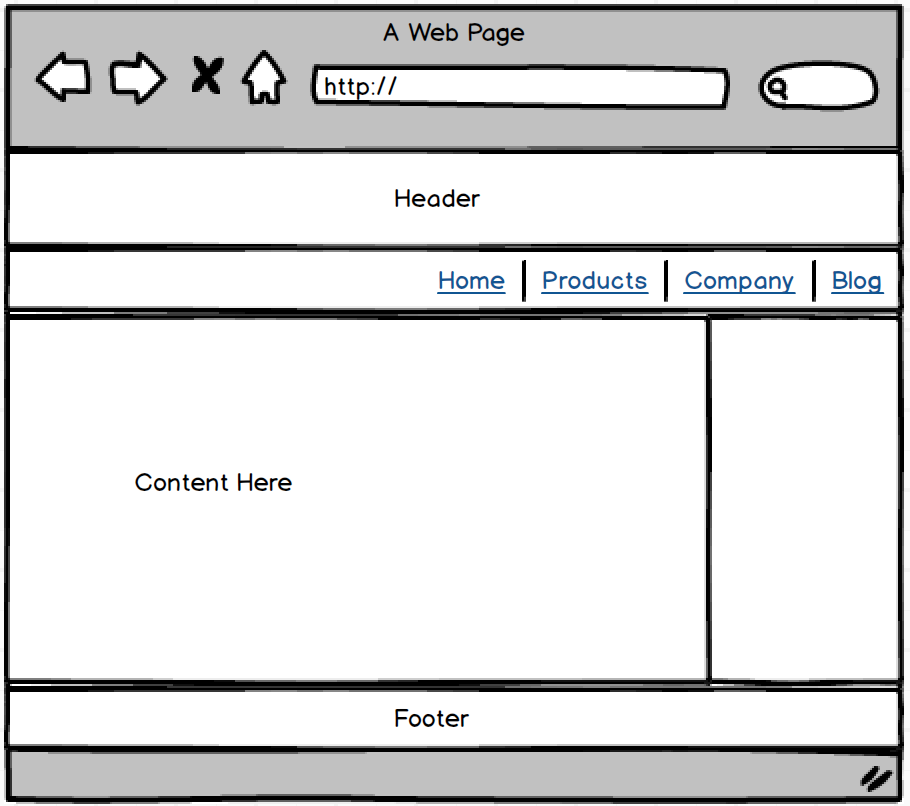 A Web Page
http://
Header
Home | Products | Company | Blog
Content Here
Footer